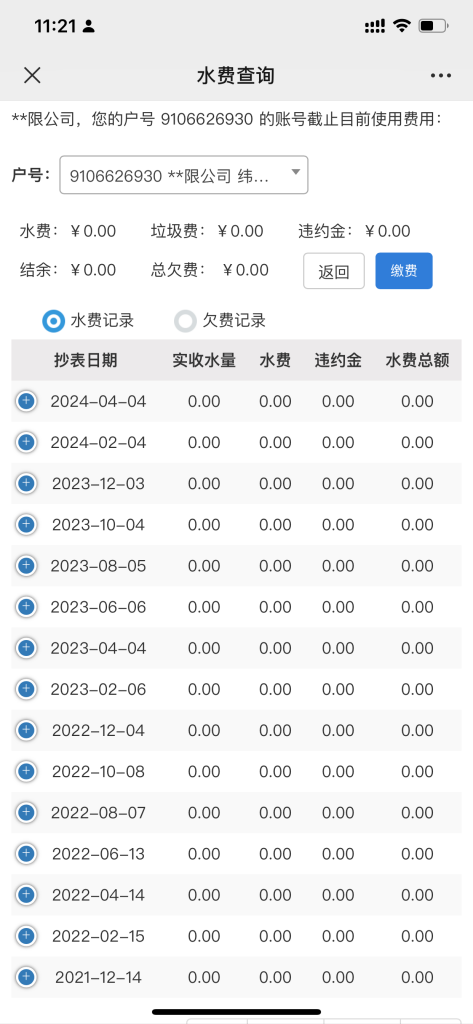 11:21
水费查询
**限公司，您的户号 9106626930 的账号截止目前使用费用：
户号： 9106626930 **限公司 纬...
水费：￥0.00 垃圾费：￥0.00 违约金：￥0.00
结余：￥0.00 总欠费：￥0.00 返回 缴费
水费记录 欠费记录
抄表日期 实收水量 水费 违约金 水费总额
2024-04-04 0.00 0.00 0.00 0.00
2024-02-04 0.00 0.00 0.00 0.00
2023-12-03 0.00 0.00 0.00 0.00
2023-10-04 0.00 0.00 0.00 0.00
2023-08-05 0.00 0.00 0.00 0.00
2023-06-06 0.00 0.00 0.00 0.00
2023-04-04 0.00 0.00 0.00 0.00
2023-02-06 0.00 0.00 0.00 0.00
2022-12-04 0.00 0.00 0.00 0.00
2022-10-08 0.00 0.00 0.00 0.00
2022-08-07 0.00 0.00 0.00 0.00
2022-06-13 0.00 0.00 0.00 0.00
2022-04-14 0.00 0.00 0.00 0.00
2022-02-15 0.00 0.00 0.00 0.00
2021-12-14 0.00 0.00 0.00 0.00